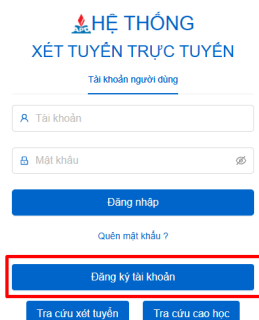 HỆ THỐNG
XÉT TUYỂN TRỰC TUYẾN
Tài khoản người dùng
Tài khoản
Mật khẩu
Đăng nhập
Quên mật khẩu ?
Đăng ký tài khoản
Tra cứu xét tuyển
Tra cứu cao học